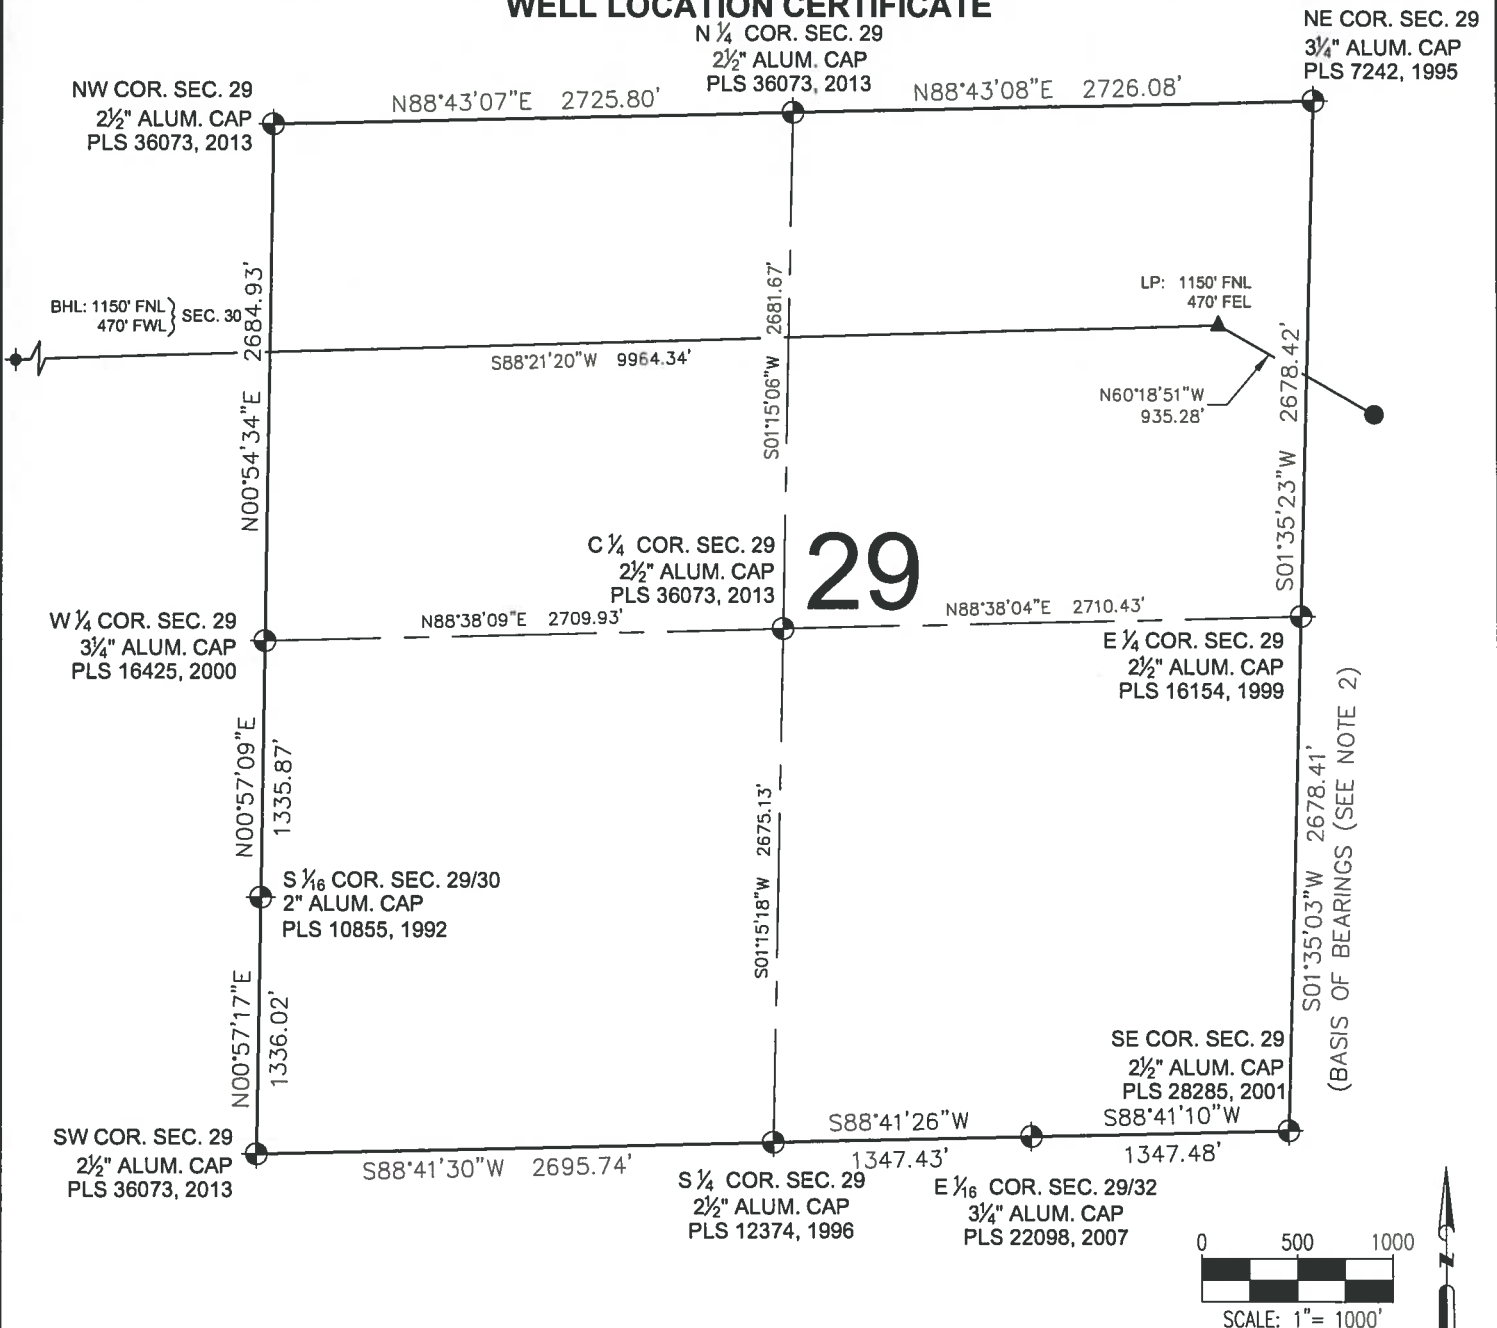 WELL LOCATION CERTIFICATE
N ¼ COR. SEC. 29
2½" ALUM. CAP
PLS 36073, 2013
NE COR. SEC. 29
3¼" ALUM. CAP
PLS 7242, 1995
NW COR. SEC. 29
2½" ALUM. CAP
PLS 36073, 2013
N88°43'07"E 2725.80'
N88°43'08"E 2726.08'
BHL: 1150' FNL
470' FWL
} SEC. 30
N00°54'34"E 2684.93'
S88°21'20"W 9964.34'
S01°15'06"W 2681.67'
LP: 1150' FNL
470' FEL
N60°18'51"W
935.28'
S01°35'23"W 2678.42'
C ¼ COR. SEC. 29
2½" ALUM. CAP
PLS 36073, 2013
29
W ¼ COR. SEC. 29
3¼" ALUM. CAP
PLS 16425, 2000
N88°38'09"E 2709.93'
N88°38'04"E 2710.43'
E ¼ COR. SEC. 29
2½" ALUM. CAP
PLS 16154, 1999
N00°57'09"E
1335.87'
S01°15'18"W 2675.13'
S01°35'03"W 2678.41'
(BASIS OF BEARINGS (SEE NOTE 2)
S 1/16 COR. SEC. 29/30
2" ALUM. CAP
PLS 10855, 1992
N00°57'17"E
1336.02'
SE COR. SEC. 29
2½" ALUM. CAP
PLS 28285, 2001
SW COR. SEC. 29
2½" ALUM. CAP
PLS 36073, 2013
S88°41'30"W 2695.74'
S88°41'26"W
1347.43'
S88°41'10"W
1347.48'
S ¼ COR. SEC. 29
2½" ALUM. CAP
PLS 12374, 1996
E 1/16 COR. SEC. 29/32
3¼" ALUM. CAP
PLS 22098, 2007
0 500 1000
SCALE: 1"= 1000'
N